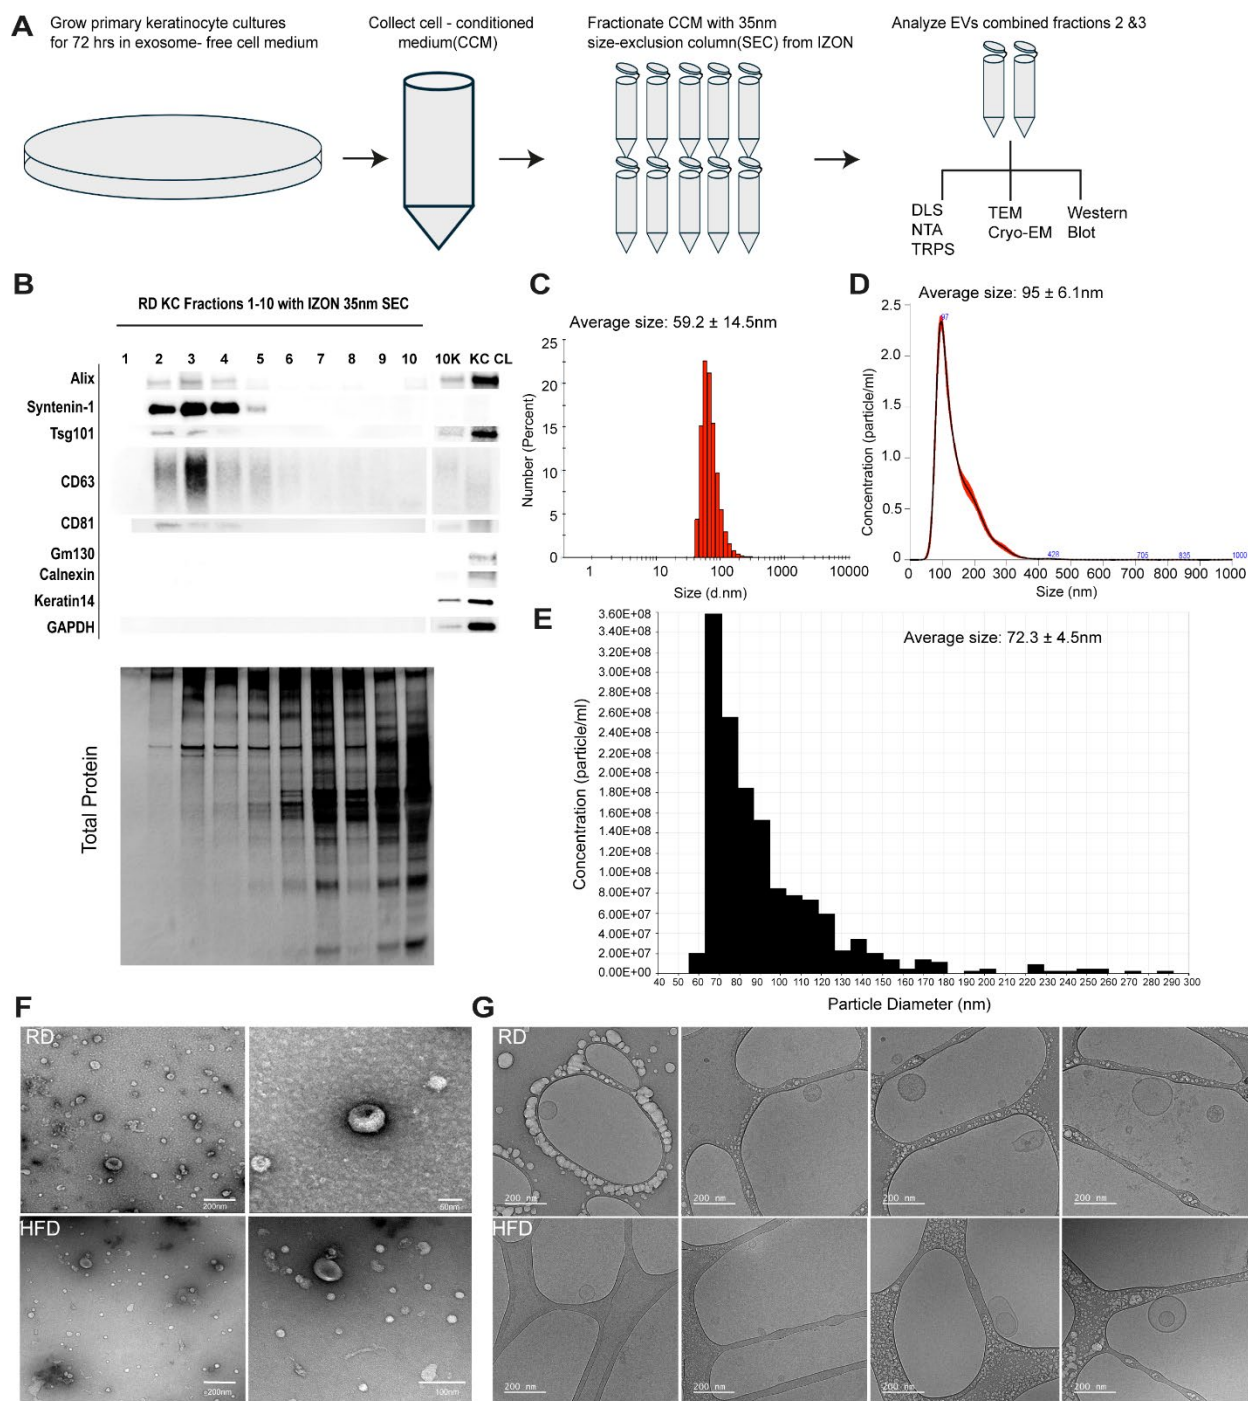 A
Grow primary keratinocyte cultures
for 72 hrs in exosome- free cell medium
Collect cell - conditioned
medium(CCM)
Fractionate CCM with 35nm
size-exclusion column(SEC) from IZON
Analyze EVs combined fractions 2 &3
DLS
NTA
TRPS
TEM
Cryo-EM
Western
Blot
B
RD KC Fractions 1-10 with IZON 35nm SEC
1 2 3 4 5 6 7 8 9 10 10K KC CL
Alix
Syntenin-1
Tsg101
CD63
CD81
Gm130
Calnexin
Keratin14
GAPDH
Total Protein
C
Average size: 59.2 ± 14.5nm
Number (Percent)
25
20
15
10
5
0
1 10 100 1000 10000
Size (d.nm)
D
Average size: 95 ± 6.1nm
Concentration (particle/ml)
2.5
2.0
1.5
1.0
0.5
0
97
428 706 835 1000
0 100 200 300 400 500 600 700 800 900 1000
Size (nm)
E
Average size: 72.3 ± 4.5nm
Concentration (particle/ml)
3.60E+08
3.40E+08
3.20E+08
3.00E+08
2.80E+08
2.60E+08
2.40E+08
2.20E+08
2.00E+08
1.80E+08
1.60E+08
1.40E+08
1.20E+08
1.00E+08
8.00E+07
6.00E+07
4.00E+07
2.00E+07
0.00E+00
40 50 60 70 80 90 100 110 120 130 140 150 160 170 180 190 200 210 220 230 240 250 260 270 280 290 300
Particle Diameter (nm)
F
RD
200nm
HFD
200nm
100nm
G
RD
200 nm
200 nm
200 nm
200 nm
HFD
200 nm
200 nm
200 nm
200 nm